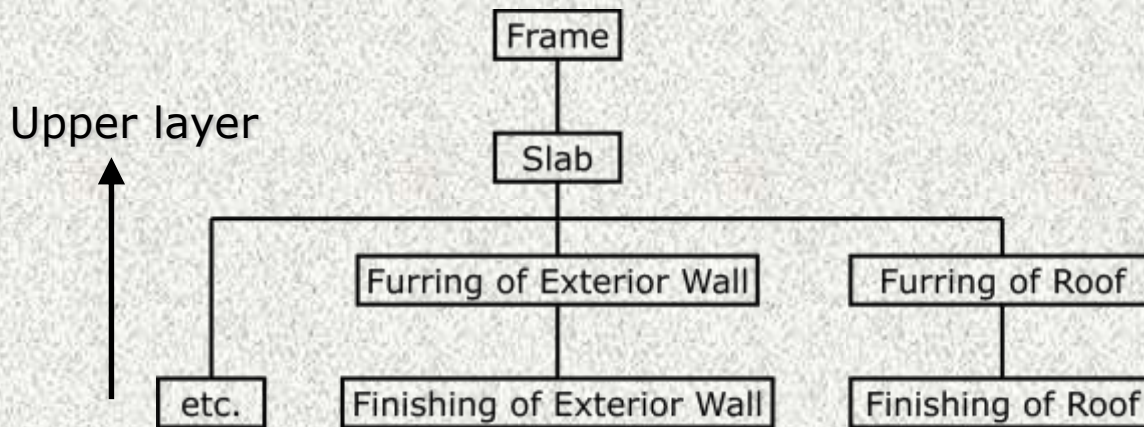 Frame
Upper layer
Slab
Furring of Exterior Wall
Furring of Roof
etc.
Finishing of Exterior Wall
Finishing of Roof